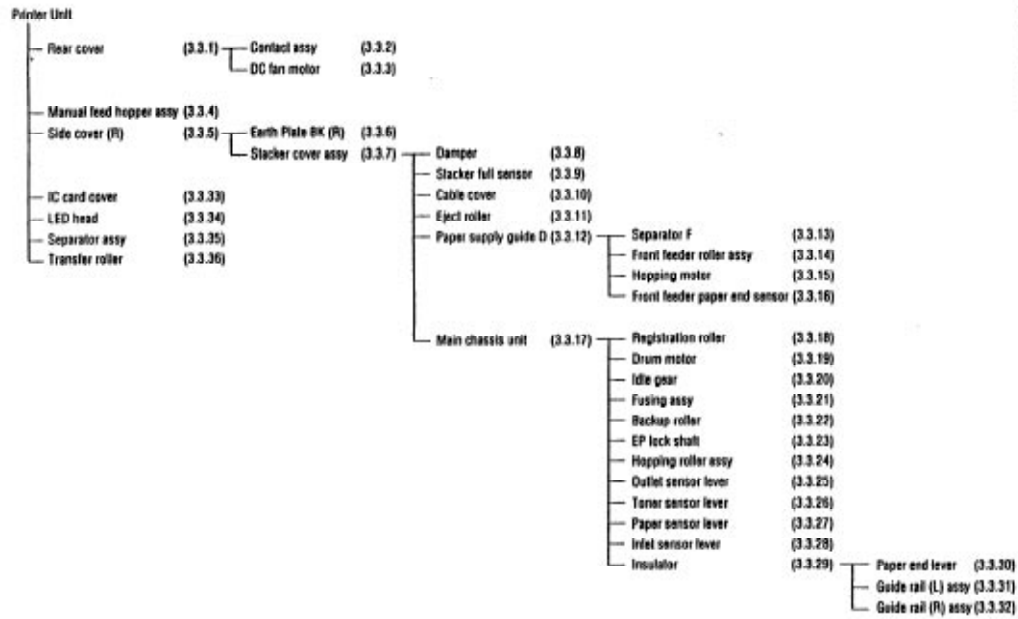 Printer Unit
Rear cover (3.3.1) Contact assy (3.3.2)
DC fan motor (3.3.3)
Manual feed hopper assy (3.3.4)
Side cover (R) (3.3.5) Earth Plate BK (R) (3.3.6)
Stacker cover assy (3.3.7) Damper (3.3.8)
Stacker full sensor (3.3.9)
IC card cover (3.3.33) Cable cover (3.3.10)
LED head (3.3.34) Eject roller (3.3.11)
Separator assy (3.3.35) Paper supply guide D (3.3.12) Separator F (3.3.13)
Transfer roller (3.3.36) Front feeder roller assy (3.3.14)
Hopping motor (3.3.15)
Front feeder paper end sensor (3.3.16)
Main chassis unit (3.3.17) Registration roller (3.3.18)
Drum motor (3.3.19)
Idle gear (3.3.20)
Fusing assy (3.3.21)
Backup roller (3.3.22)
EP lock shaft (3.3.23)
Hopping roller assy (3.3.24)
Outlet sensor lever (3.3.25)
Toner sensor lever (3.3.26)
Paper sensor lever (3.3.27)
Inlet sensor lever (3.3.28)
Insulator (3.3.29) Paper end lever (3.3.30)
Guide rail (L) assy (3.3.31)
Guide rail (R) assy (3.3.32)